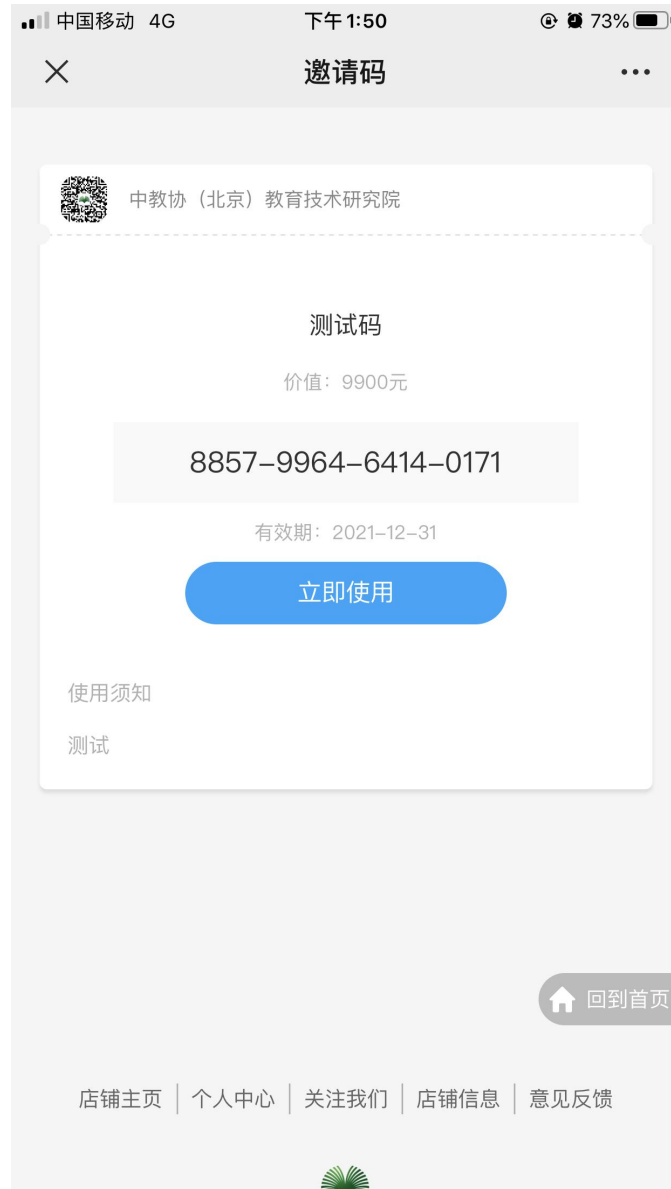 中国移动 4G 下午1:50 73%
邀请码
中教协（北京）教育技术研究院
测试码
价值：9900元
8857-9964-6414-0171
有效期：2021-12-31
立即使用
使用须知
测试
回到首页
店铺主页 个人中心 关注我们 店铺信息 意见反馈